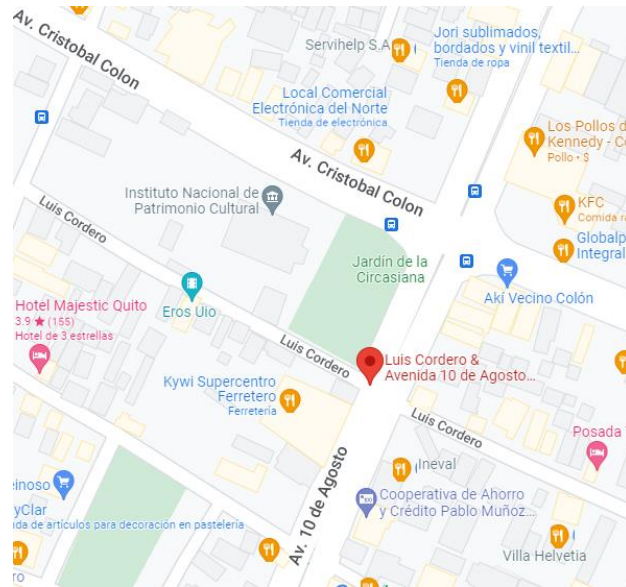 Av. Cristobal Colon
Servihelp S.A
Jori sublimados,
bordados y vinil textil...
Tienda de ropa
Local Comercial
Electrónica del Norte
Tienda de electrónica
Los Pollos d
Kennedy - C
Pollo · $
Av. Cristobal Colon
Instituto Nacional de
Patrimonio Cultural
KFC
Comida r
Luis Cordero
Globalp
Integral
Jardín de la
Circasiana
Akí Vecino Colón
Hotel Majestic Quito
3.9 ★ (155)
Hotel de 3 estrellas
Eros Uio
Luis Cordero
Luis Cordero &
Avenida 10 de Agosto...
Kywi Supercentro
Ferretero
Ferretería
Luis Cordero
Posada
Ineval
Av. 10 de Agosto
Cooperativa de Ahorro
y Crédito Pablo Muñoz...
einoso
yClar
nda de artículos para decoración en pastelería
Villa Helvetia
ro